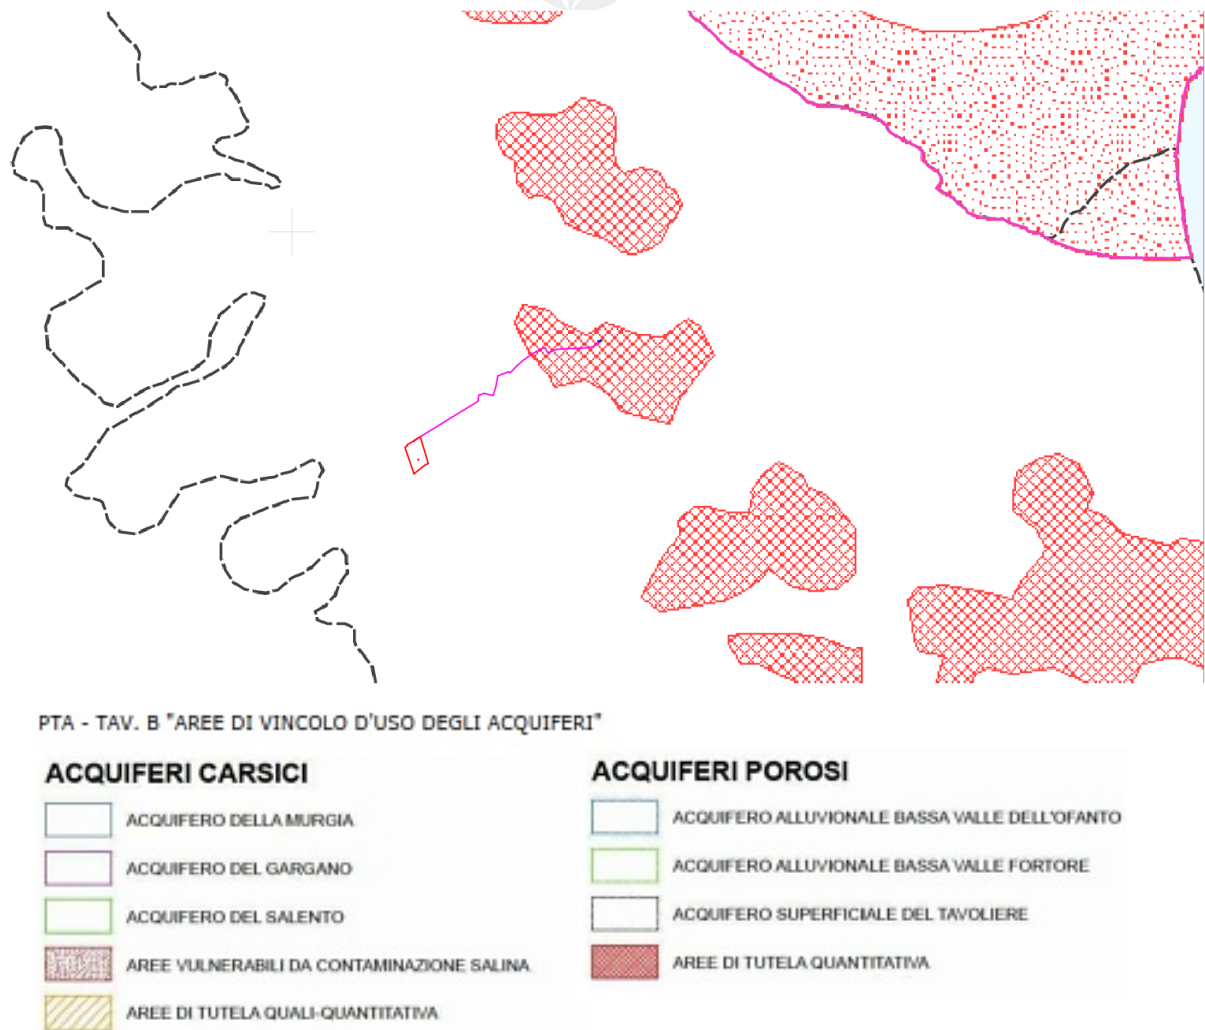 PTA - TAV. B "AREE DI VINCOLO D'USO DEGLI ACQUIFERI"
ACQUIFERI CARSICI
ACQUIFERO DELLA MURGIA
ACQUIFERO DEL GARGANO
ACQUIFERO DEL SALENTO
AREE VULNERABILI DA CONTAMINAZIONE SALINA
AREE DI TUTELA QUALI-QUANTITATIVA
ACQUIFERI POROSI
ACQUIFERO ALLUVIONALE BASSA VALLE DELL'OFANTO
ACQUIFERO ALLUVIONALE BASSA VALLE FORTORE
ACQUIFERO SUPERFICIALE DEL TAVOLIERE
AREE DI TUTELA QUANTITATIVA